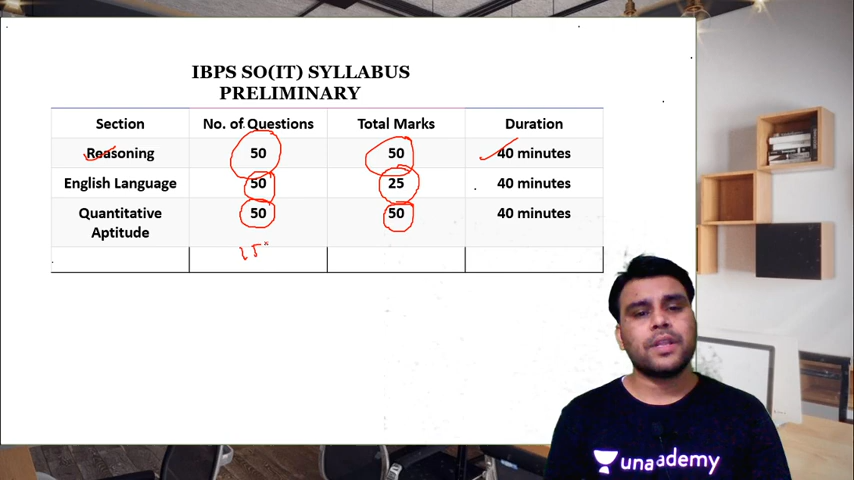 IBPS SO(IT) SYLLABUS
PRELIMINARY
Section No. of Questions Total Marks Duration
Reasoning 50 50 40 minutes
English Language 50 25 40 minutes
Quantitative Aptitude 50 50 40 minutes
unaademy